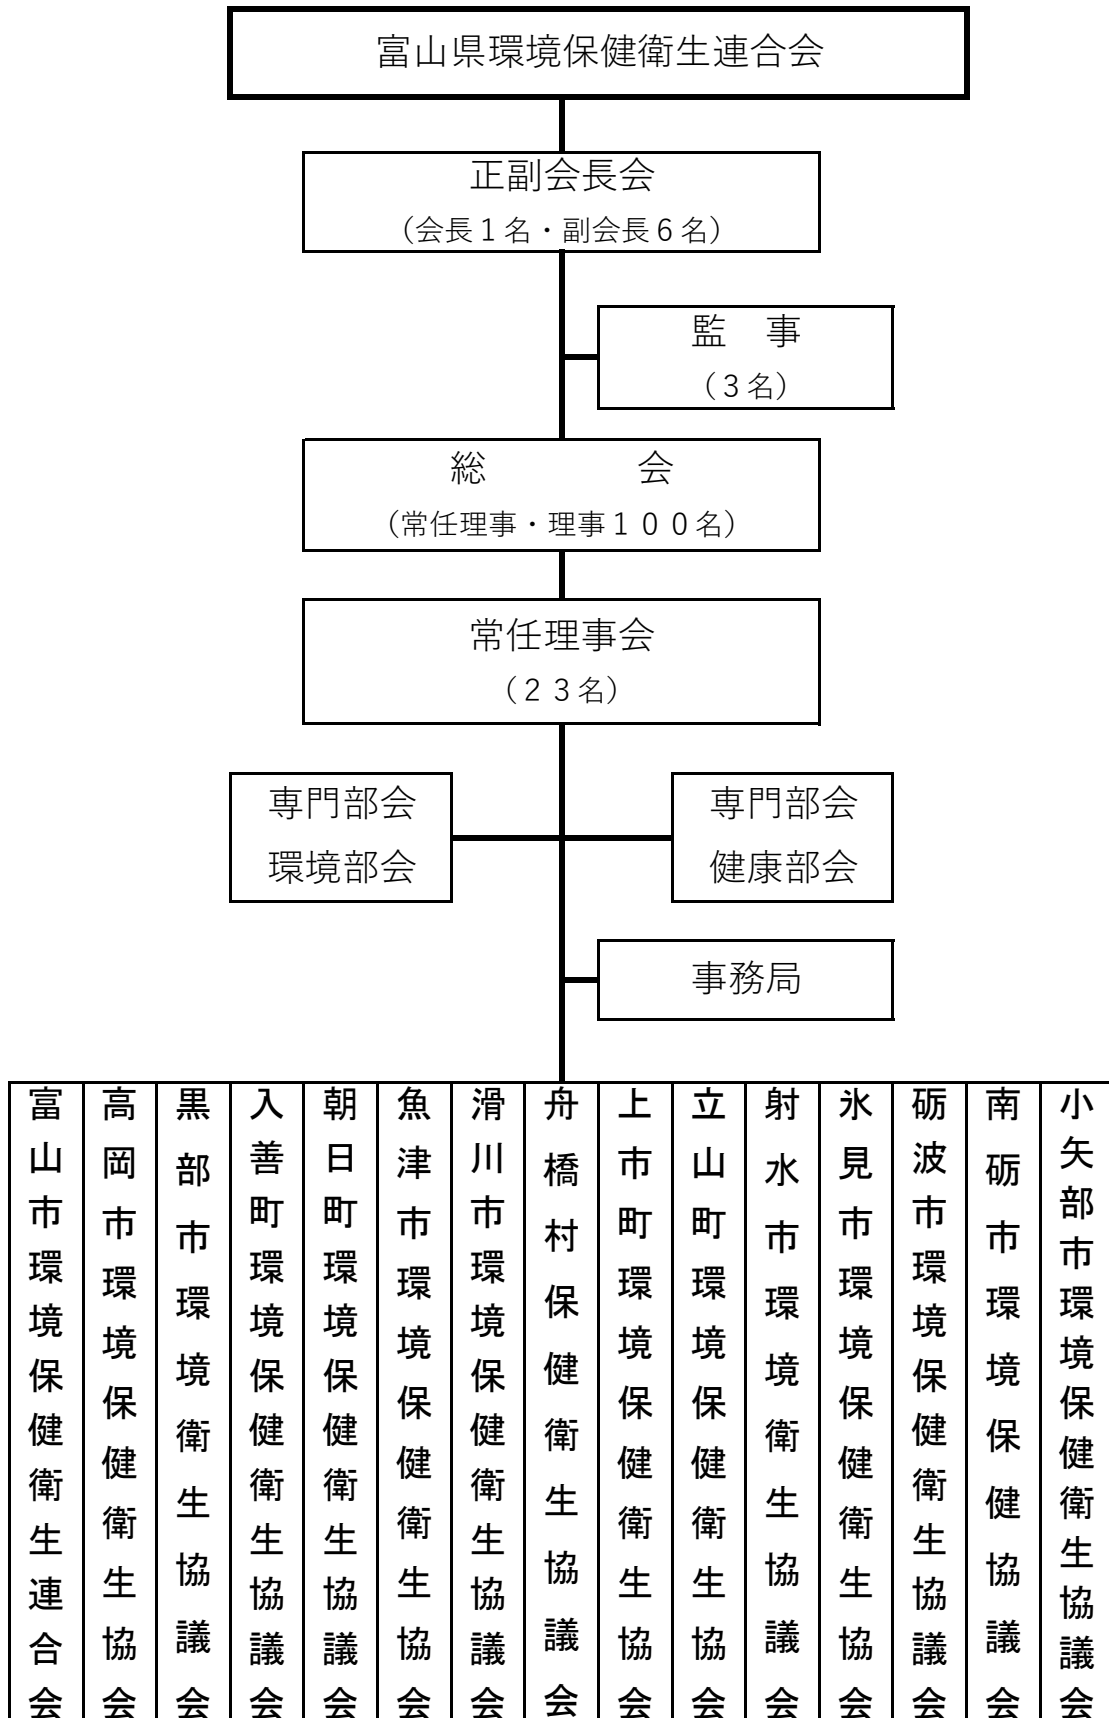 富山県環境保健衛生連合会
正副会長会
（会長１名・副会長６名）
監　事
（３名）
総　　　　会
（常任理事・理事１００名）
常任理事会
（２３名）
専門部会
環境部会
専門部会
健康部会
事務局
富山市環境保健衛生連合会
高岡市環境保健衛生協会
黒部市環境衛生協議会
入善町環境保健衛生協議会
朝日町環境保健衛生協議会
魚津市環境保健衛生協会
滑川市環境保健衛生協議会
舟橋村保健衛生協議会
上市町環境保健衛生協会
立山町環境保健衛生協会
射水市環境衛生協議会
氷見市環境保健衛生協会
砺波市環境保健衛生協議会
南砺市環境保健協議会
小矢部市環境保健衛生協議会